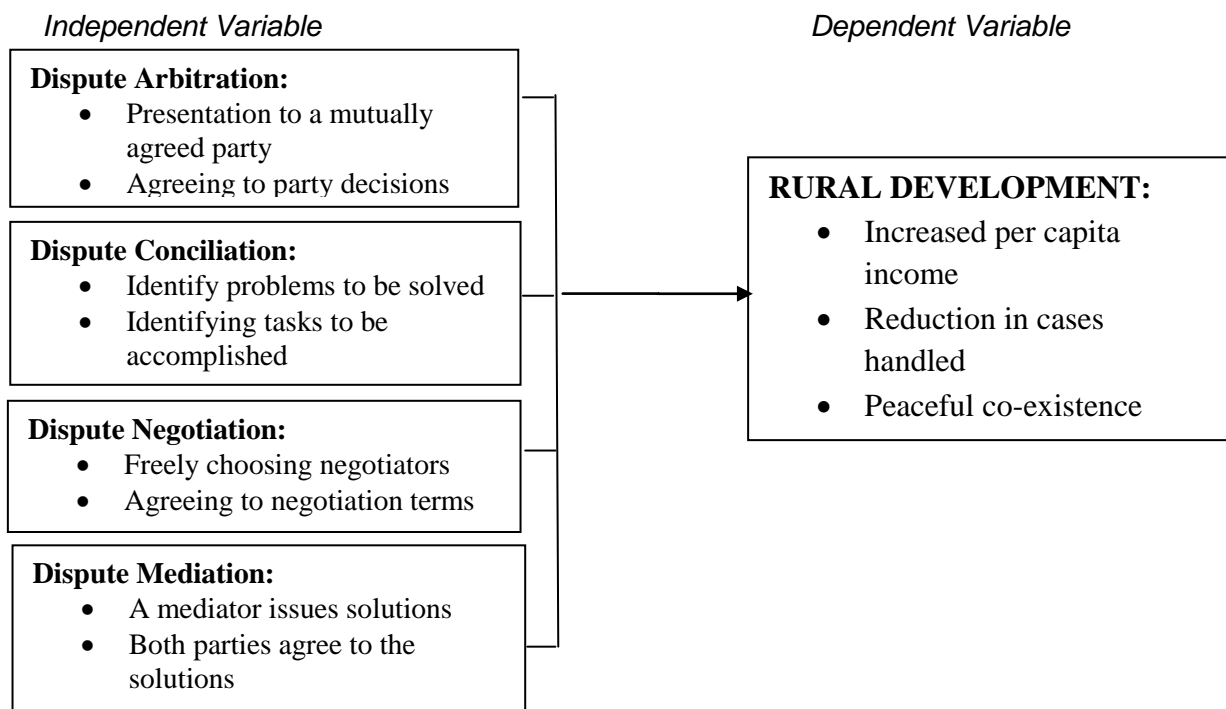 Independent Variable
Dependent Variable
Dispute Arbitration:
• Presentation to a mutually
agreed party
• Agreeing to party decisions
Dispute Conciliation:
• Identify problems to be solved
• Identifying tasks to be
accomplished
Dispute Negotiation:
• Freely choosing negotiators
• Agreeing to negotiation terms
Dispute Mediation:
• A mediator issues solutions
• Both parties agree to the
solutions
RURAL DEVELOPMENT:
• Increased per capita
income
• Reduction in cases
handled
• Peaceful co-existence